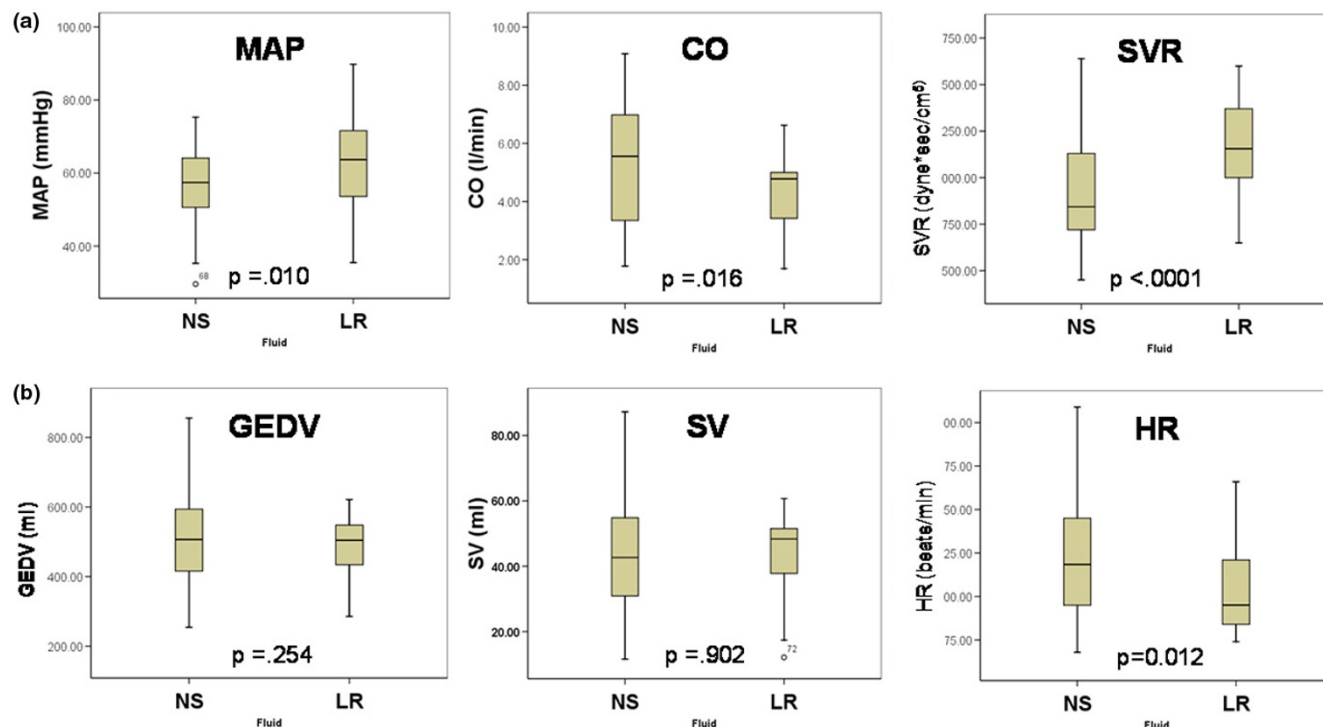 (a)
MAP
MAP (mmHg)
100.00
80.00
60.00
40.00
68
p =.010
NS LR
Fluid
CO
CO (l/min)
10.00
8.00
6.00
4.00
2.00
p =.016
NS LR
Fluid
SVR
SVR (dyne*sec/cm⁵)
750.00
500.00
250.00
000.00
750.00
500.00
p <.0001
NS LR
Fluid
(b)
GEDV
GEDV (ml)
800.00
600.00
400.00
200.00
p =.254
NS LR
Fluid
SV
SV (ml)
80.00
60.00
40.00
20.00
72
p =.902
NS LR
Fluid
HR
HR (beats/min)
00.00
75.00
50.00
25.00
00.00
75.00
p=0.012
NS LR
Fluid